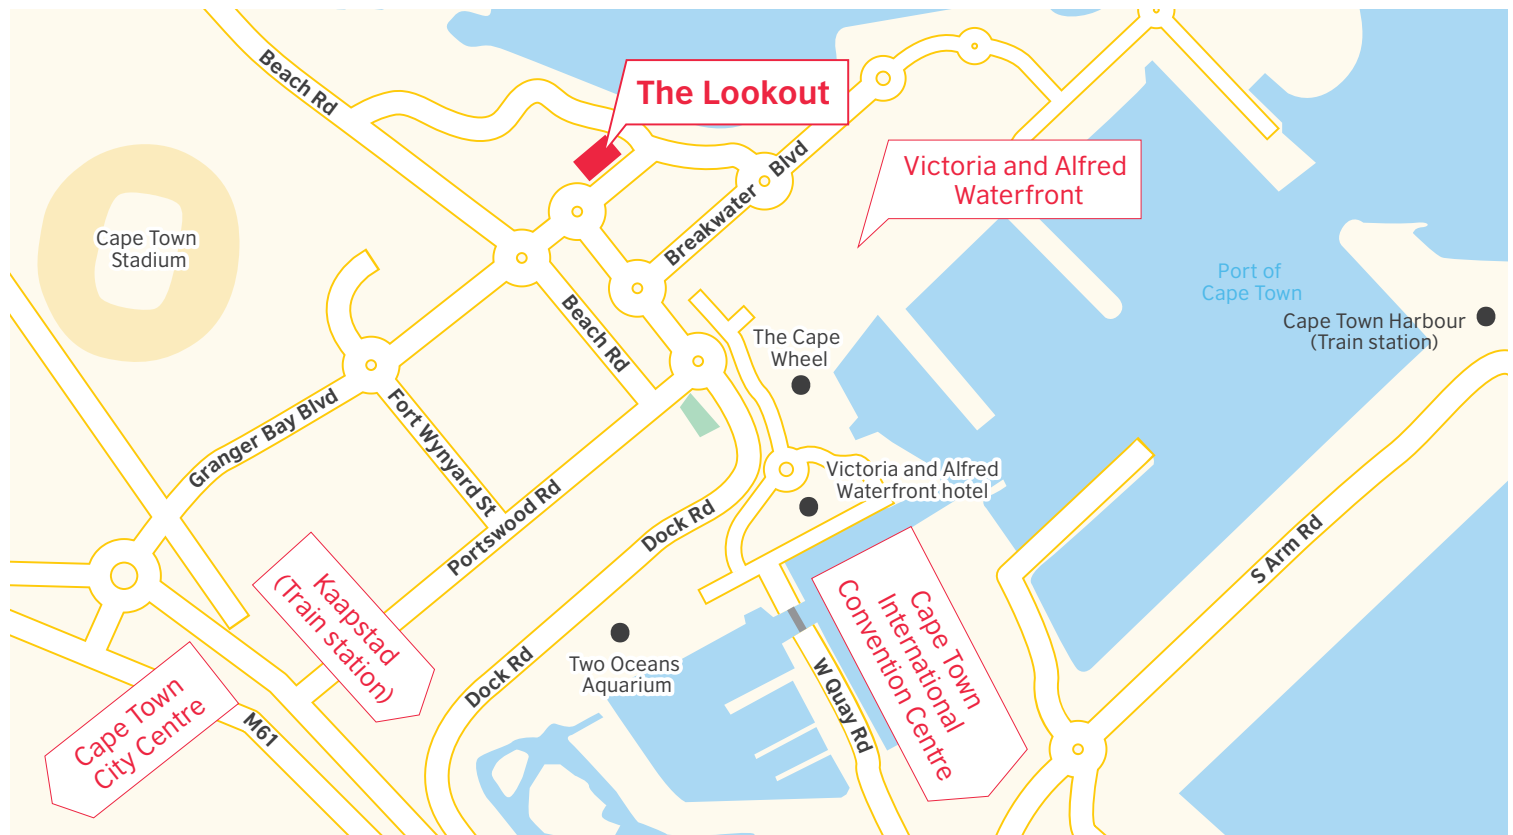 Beach Rd
The Lookout
Blvd
Breakwater
Victoria and Alfred
Waterfront
Cape Town
Stadium
Port of
Cape Town
Cape Town Harbour
(Train station)
Beach Rd
The Cape
Wheel
Granger Bay Blvd
Fort Wynyard St
Victoria and Alfred
Waterfront hotel
Portswood Rd
Dock Rd
S Arm Rd
Kaapstad
(Train station)
Cape Town
International
Convention Centre
Two Oceans
Aquarium
Dock Rd
W Quay Rd
Cape Town
City Centre
M61